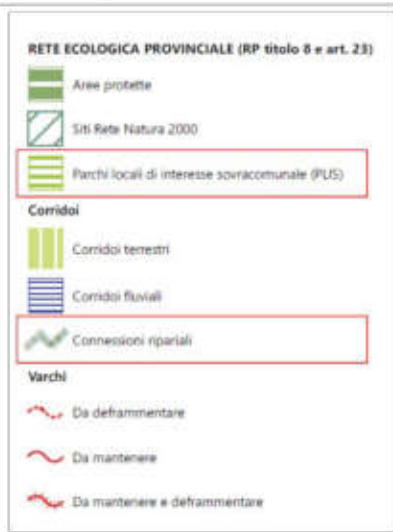 RETE ECOLOGICA PROVINCIALE (RP titolo 8 e art. 23)
Aree protette
Siti Rete Natura 2000
Parchi locali di interesse sovracomunale (PLIS)
Corridoi
Corridoi terrestri
Corridoi fluviali
Connessioni ripariali
Varchi
Da deframmentare
Da mantenere
Da mantenere e deframmentare